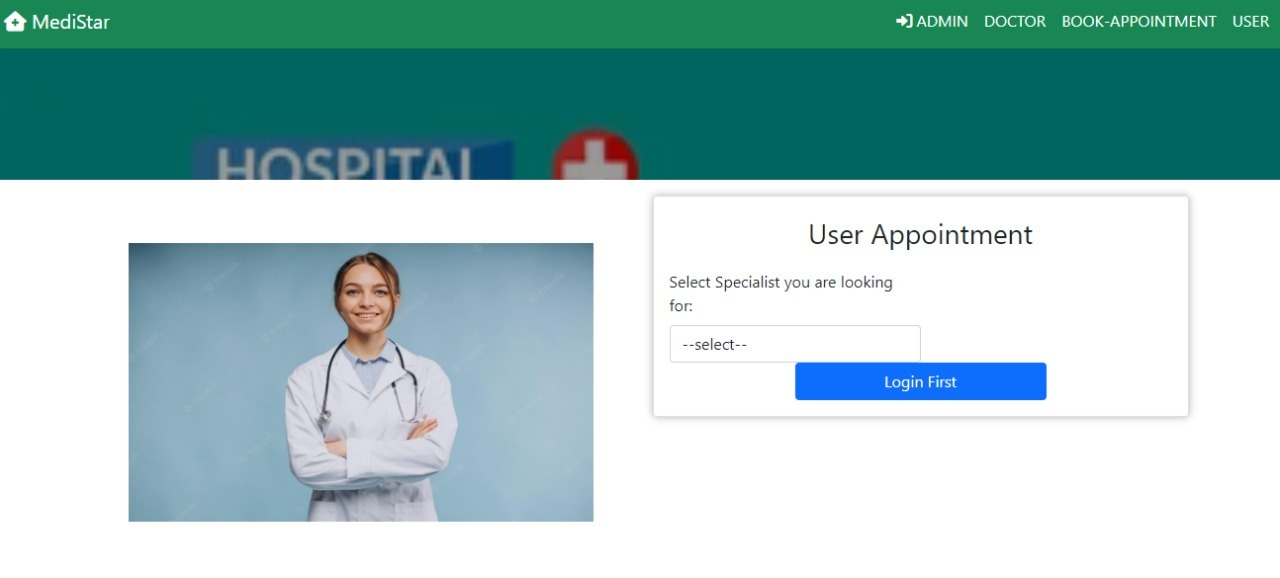 MediStar
ADMIN DOCTOR BOOK-APPOINTMENT USER
HOSPITAL
User Appointment
Select Specialist you are looking
for:
--select--
Login First